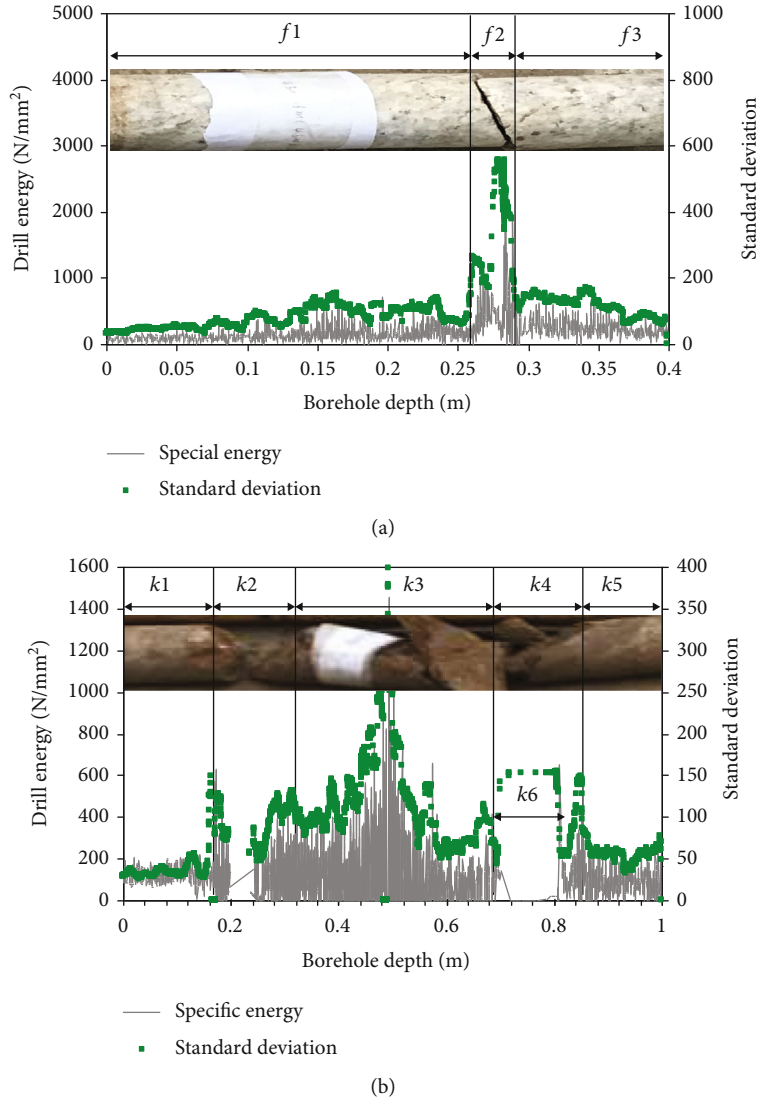 f1 f2 f3
5000
4000
3000
2000
1000
0
Drill energy (N/mm²)
1000
800
600
400
200
0
Standard deviation
0 0.05 0.1 0.15 0.2 0.25 0.3 0.35 0.4
Borehole depth (m)
Special energy
Standard deviation
(a)
k1 k2 k3 k4 k5
1600
1400
1200
1000
800
600
400
200
0
Drill energy (N/mm²)
400
350
300
250
200
150
100
50
0
Standard deviation
k6
0 0.2 0.4 0.6 0.8 1
Borehole depth (m)
Specific energy
Standard deviation
(b)